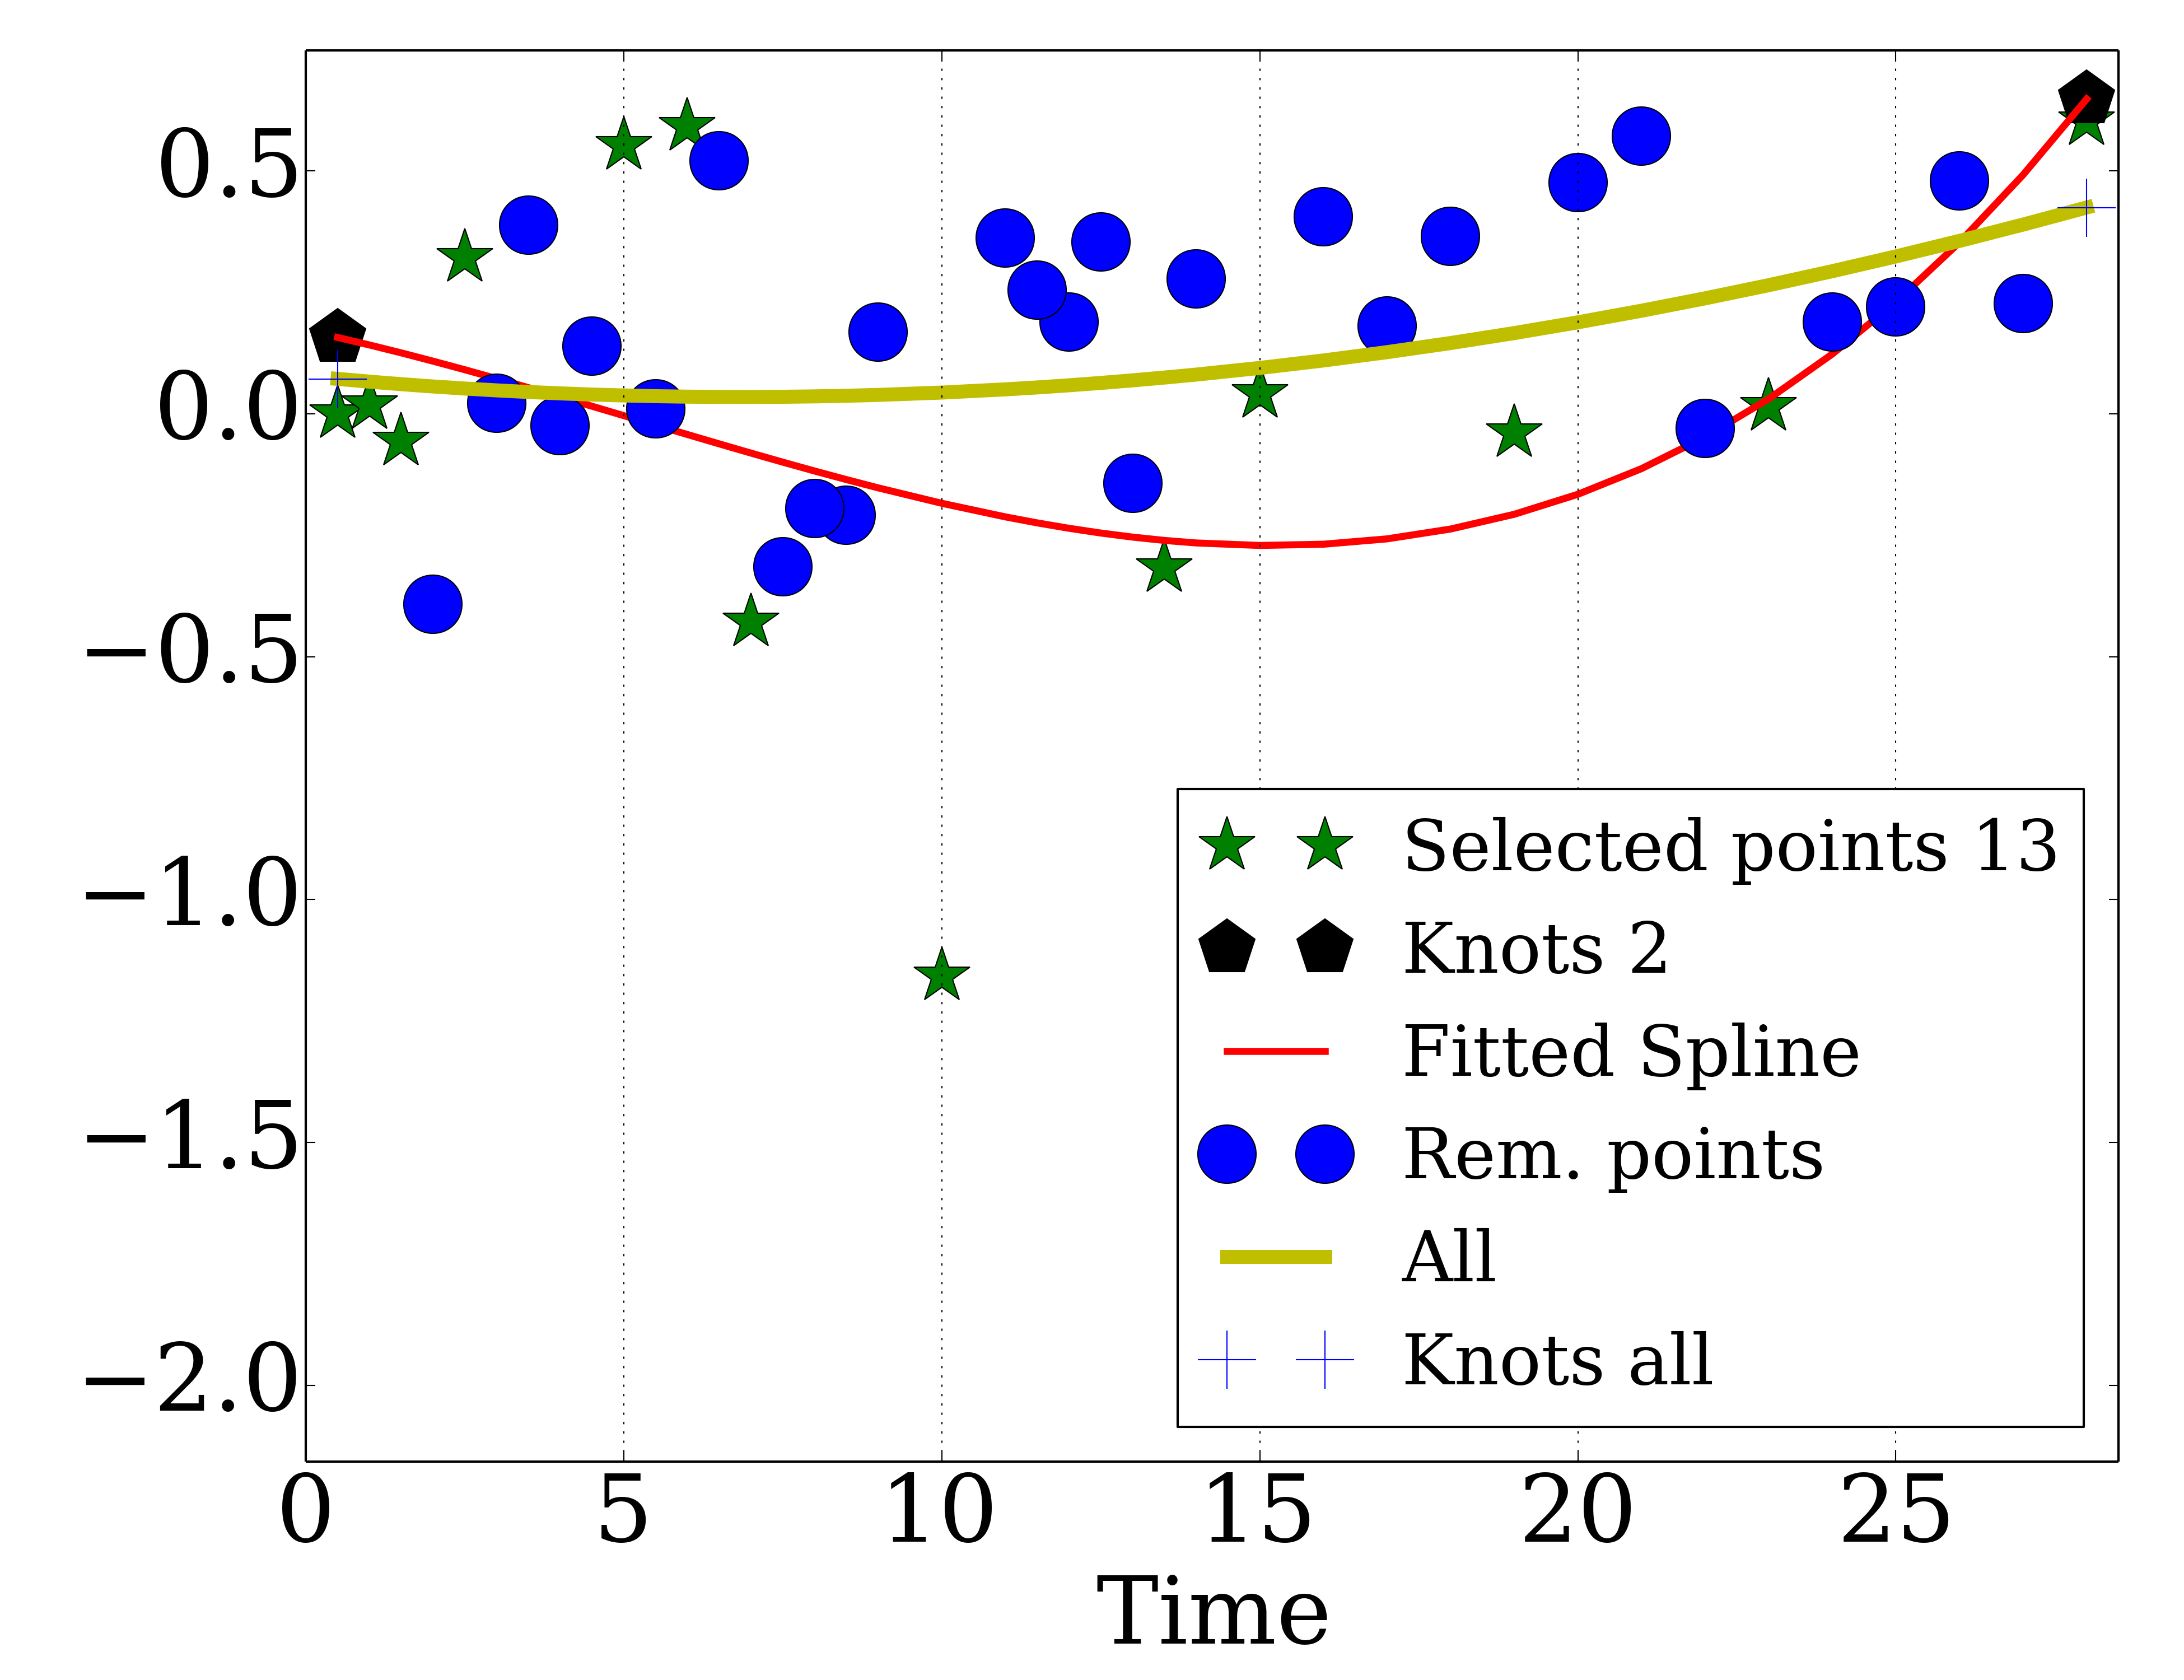 0.5
0.0
−0.5
−1.0
−1.5
−2.0
Selected points 13
Knots 2
Fitted Spline
Rem. points
All
Knots all
0 5 10 15 20 25
Time